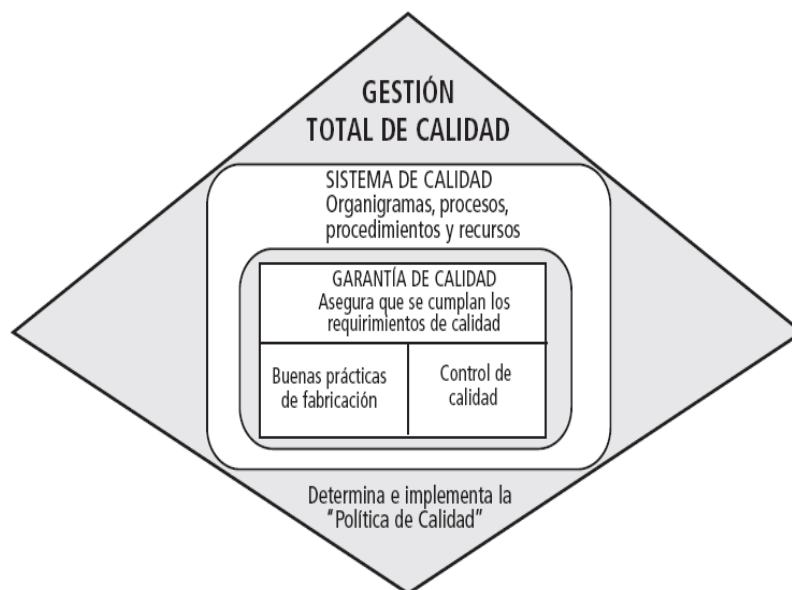 GESTIÓN
TOTAL DE CALIDAD
SISTEMA DE CALIDAD
Organigramas, procesos,
procedimientos y recursos
GARANTÍA DE CALIDAD
Asegura que se cumplan los
requirimientos de calidad
Buenas prácticas
de fabricación
Control de
calidad
Determina e implementa la
“Política de Calidad”